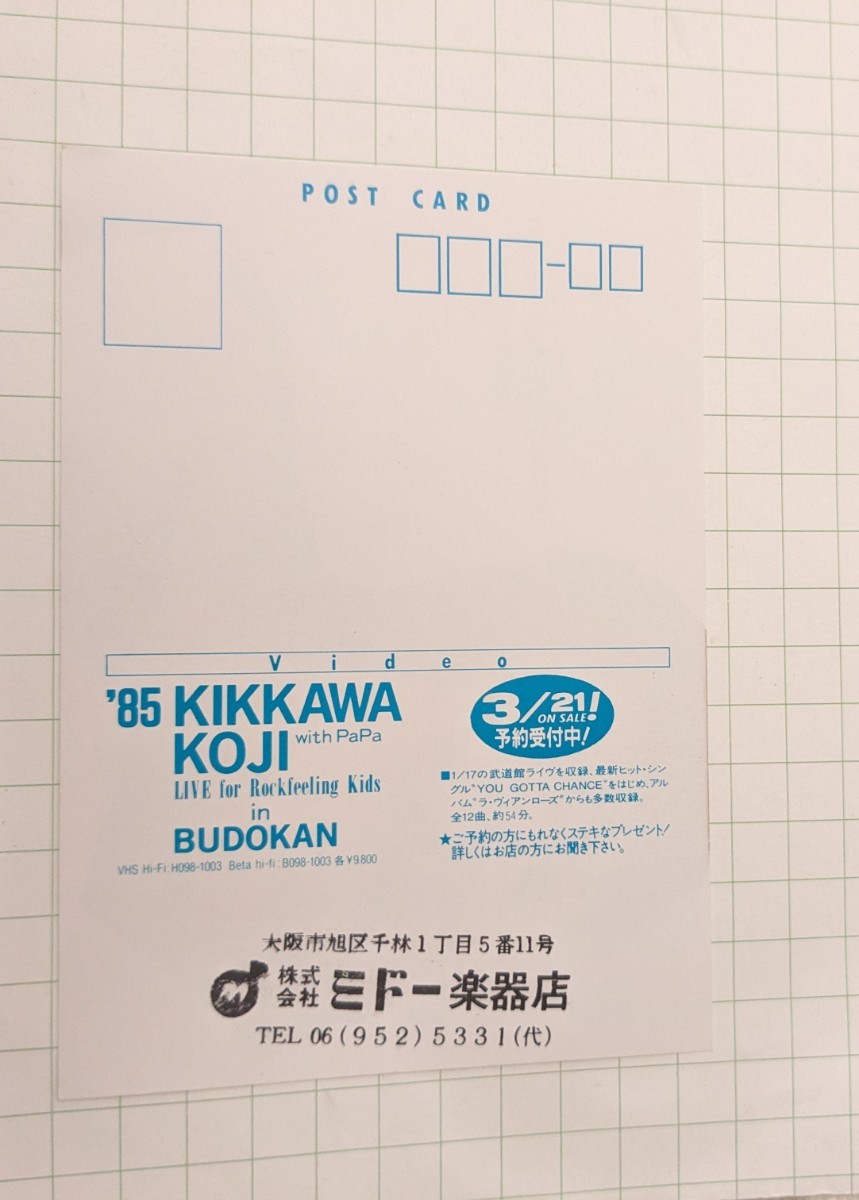 POST CARD
Video
'85 KIKKAWA
KOJI with PaPa
LIVE for Rockfeeling Kids
in
BUDOKAN
VHS Hi-Fi:H098-1003 Beta hi-fi:B098-1003 各¥9.800
3/21!
ON SALE!
予約受付中!
■1/17の武道館ライヴを収録、最新ヒット・シン
グル"YOU GOTTA CHANCE"をはじめ、アル
バム"ラ・ヴィアンローズ"からも多数収録。
全12曲、約54分。
★ご予約の方にもれなくステキなプレゼント!
詳しくはお店の方にお聞き下さい。
大阪市旭区千林1丁目5番11号
M 株式会社 ミドー楽器店
TEL 06(952)5331(代)